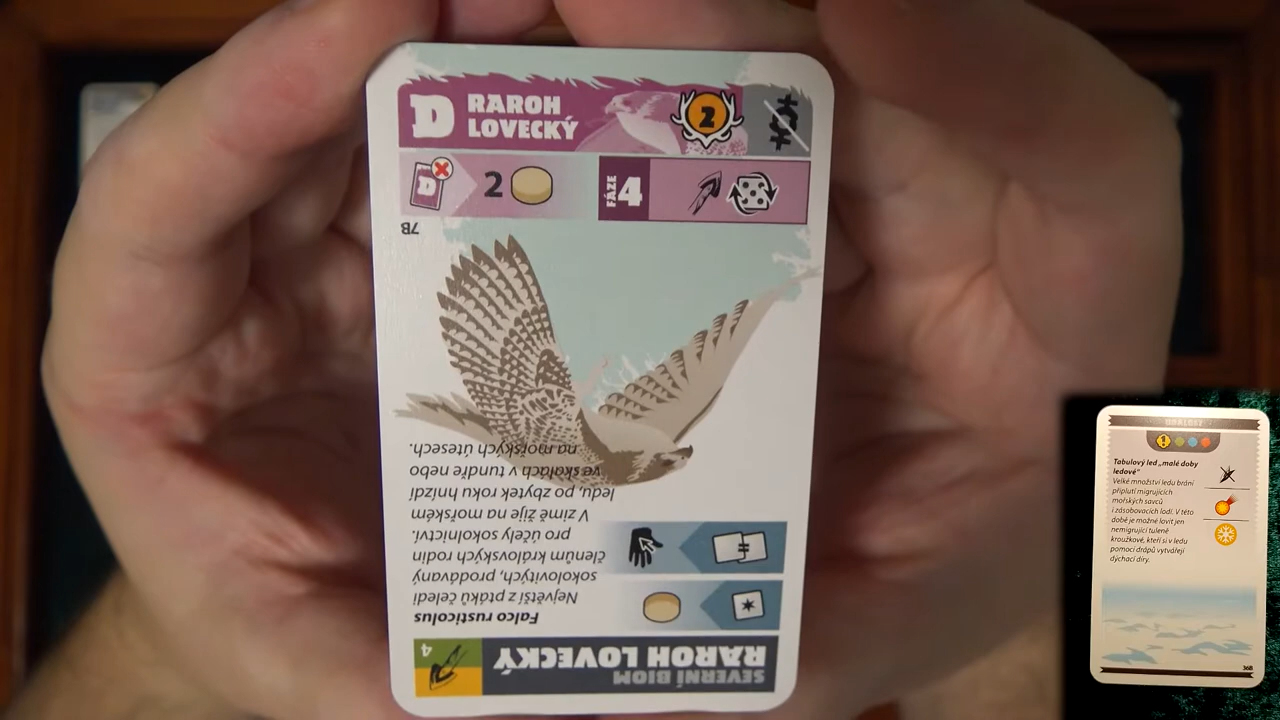 D
RAROH
LOVECKÝ
2
D
2
FÁZE
4
7B
SEVERNÍ BIOM
RAROH LOVECKÝ
4
Falco rusticolus
Největší z ptáků čeledi
sokolovitých, prodávaný
členům královských rodin
pro účely sokolnictví.
V zimě žije na mořském
ledu, po zbytek roku hnízdí
ve skalách v tundře nebo
na mořských útesech.
UDÁLOST
Tabulový led „malé doby
ledové“
Velké množství ledu brání
připlutí migrujících
mořských savců
i zásobovacích lodí. V této
době je možné lovit jen
nemigrující tuleně
kroužkové, kteří si v ledu
pomocí drápů vytvářejí
dýchací díry.
36B